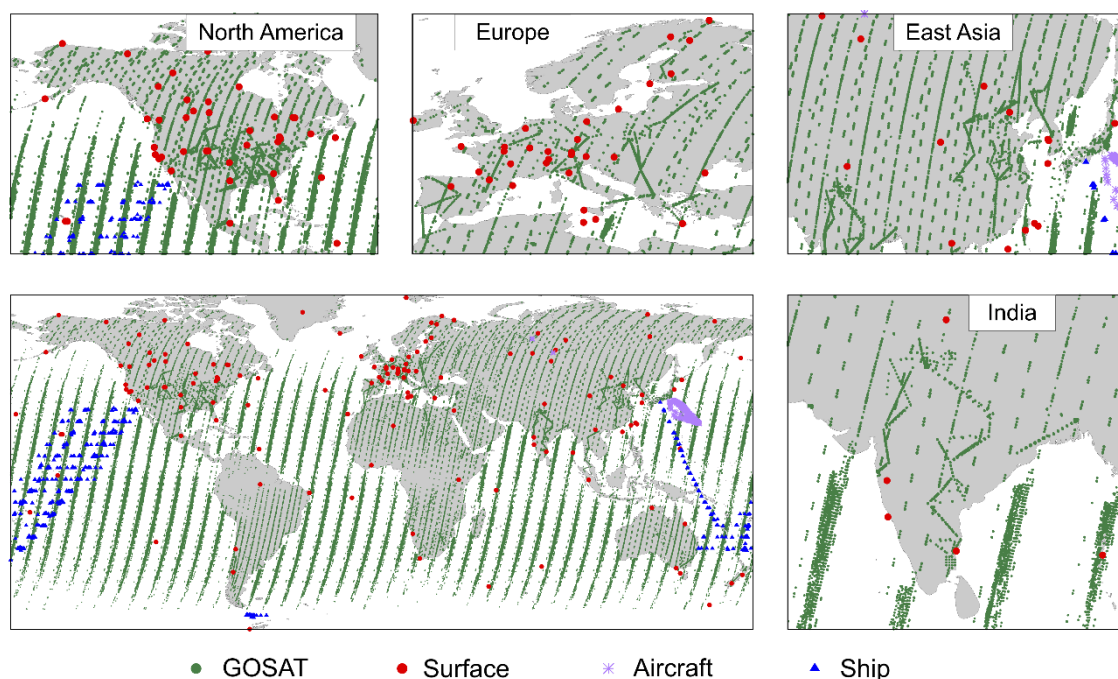 North America
Europe
East Asia
India
GOSAT
Surface
Aircraft
Ship